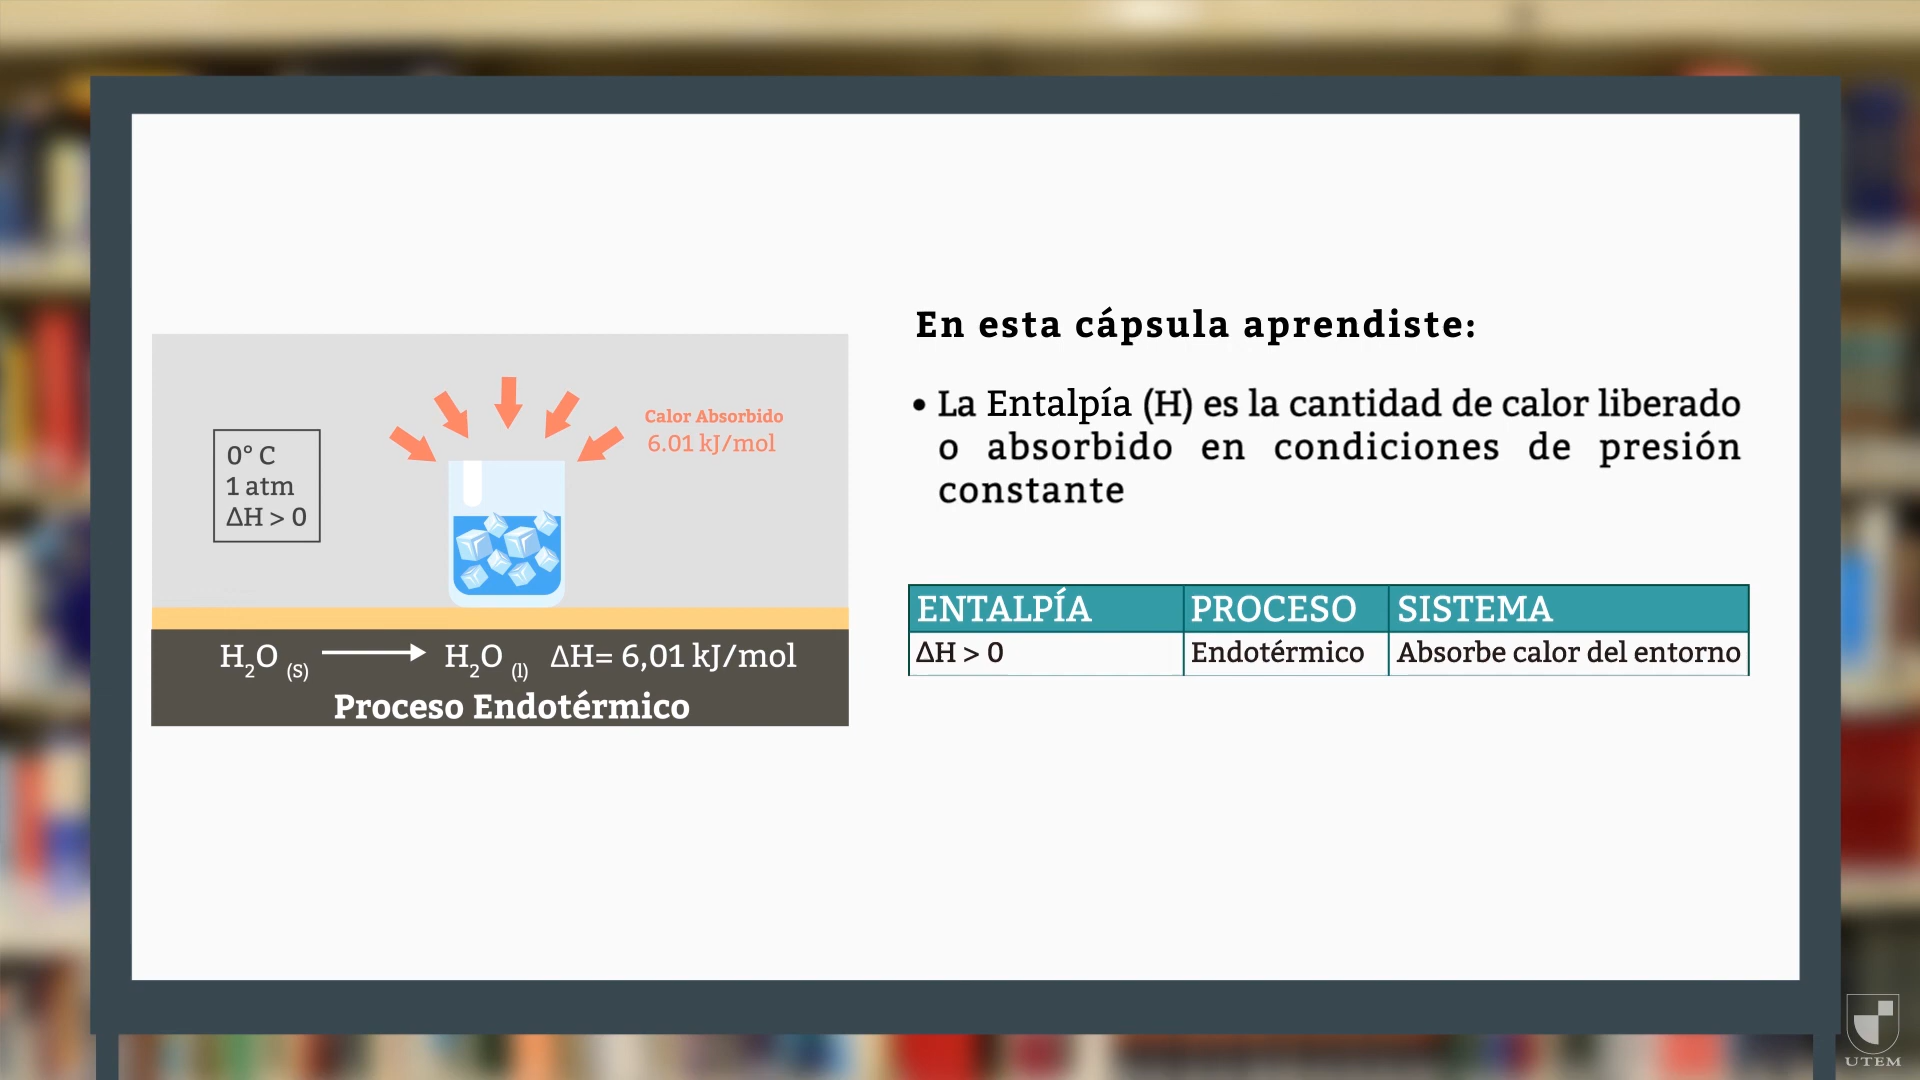 En esta cápsula aprendiste:
• La Entalpía (H) es la cantidad de calor liberado
o absorbido en condiciones de presión
constante
Calor Absorbido
6.01 kJ/mol
0° C
1 atm
ΔH > 0
H₂O (S) → H₂O (l) ΔH= 6,01 kJ/mol
Proceso Endotérmico
ENTALPÍA PROCESO SISTEMA
ΔH > 0 Endotérmico Absorbe calor del entorno
UTEM